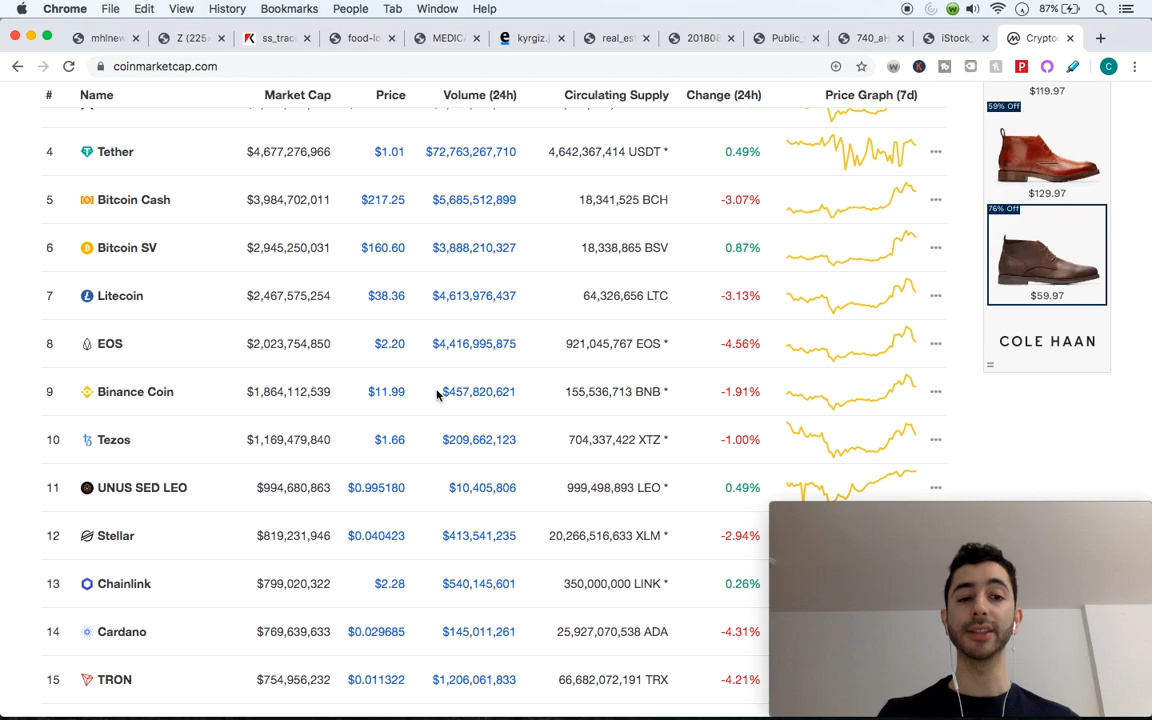 Chrome File Edit View History Bookmarks People Tab Window Help 87%
mhlnew Z (225 ss_trac food-lo MEDIC kyrgiz.j real_est 201808 Public_ 740_aH iStock_ Crypto
coinmarketcap.com
# Name Market Cap Price Volume (24h) Circulating Supply Change (24h) Price Graph (7d)
4 Tether $4,677,276,966 $1.01 $72,763,267,710 4,642,367,414 USDT * 0.49%
5 Bitcoin Cash $3,984,702,011 $217.25 $5,685,512,899 18,341,525 BCH -3.07%
6 Bitcoin SV $2,945,250,031 $160.60 $3,888,210,327 18,338,865 BSV 0.87%
7 Litecoin $2,467,575,254 $38.36 $4,613,976,437 64,326,656 LTC -3.13%
8 EOS $2,023,754,850 $2.20 $4,416,995,875 921,045,767 EOS * -4.56%
9 Binance Coin $1,864,112,539 $11.99 $457,820,621 155,536,713 BNB * -1.91%
10 Tezos $1,169,479,840 $1.66 $209,662,123 704,337,422 XTZ * -1.00%
11 UNUS SED LEO $994,680,863 $0.995180 $10,405,806 999,498,893 LEO * 0.49%
12 Stellar $819,231,946 $0.040423 $413,541,235 20,266,516,633 XLM * -2.94%
13 Chainlink $799,020,322 $2.28 $540,145,601 350,000,000 LINK * 0.26%
14 Cardano $769,639,633 $0.029685 $145,011,261 25,927,070,538 ADA -4.31%
15 TRON $754,956,232 $0.011322 $1,206,061,833 66,682,072,191 TRX -4.21%
$119.97
59% Off
$129.97
76% Off
$59.97
COLE HAAN